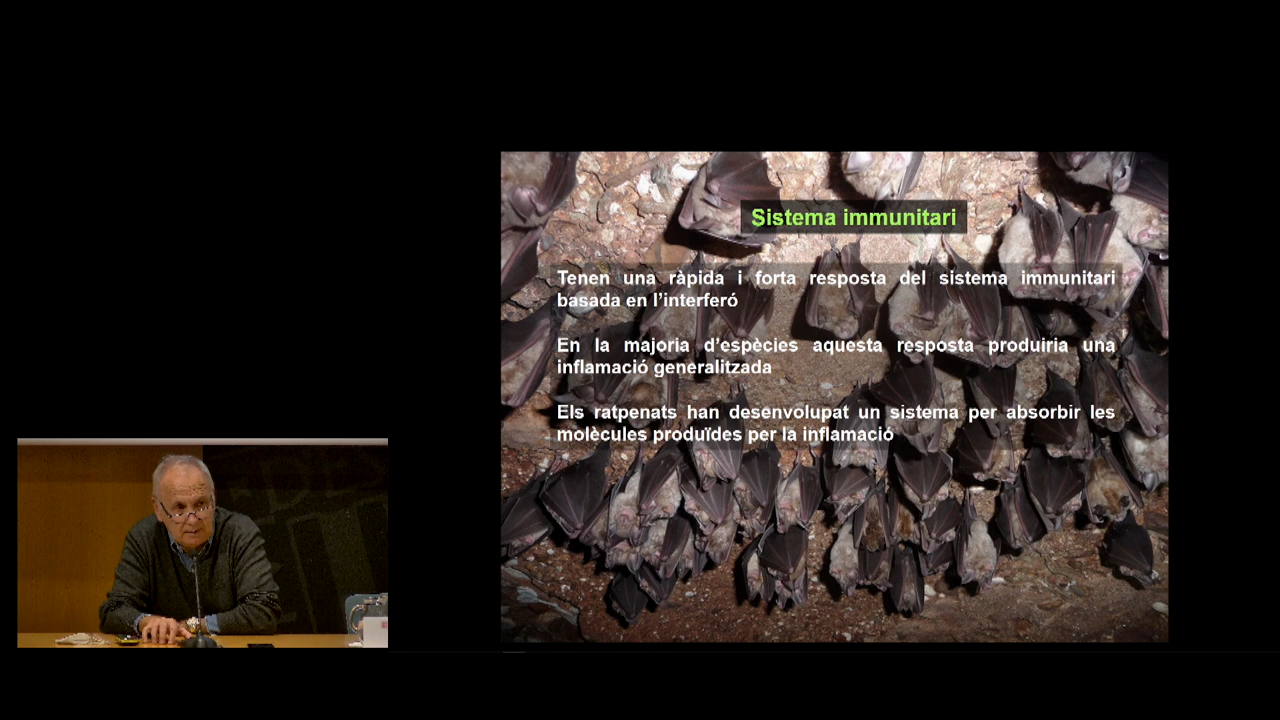 Sistema immunitari
Tenen una ràpida i forta resposta del sistema immunitari
basada en l’interferó
En la majoria d’espècies aquesta resposta produiria una
inflamació generalitzada
Els ratpenats han desenvolupat un sistema per absorbir les
molècules produïdes per la inflamació